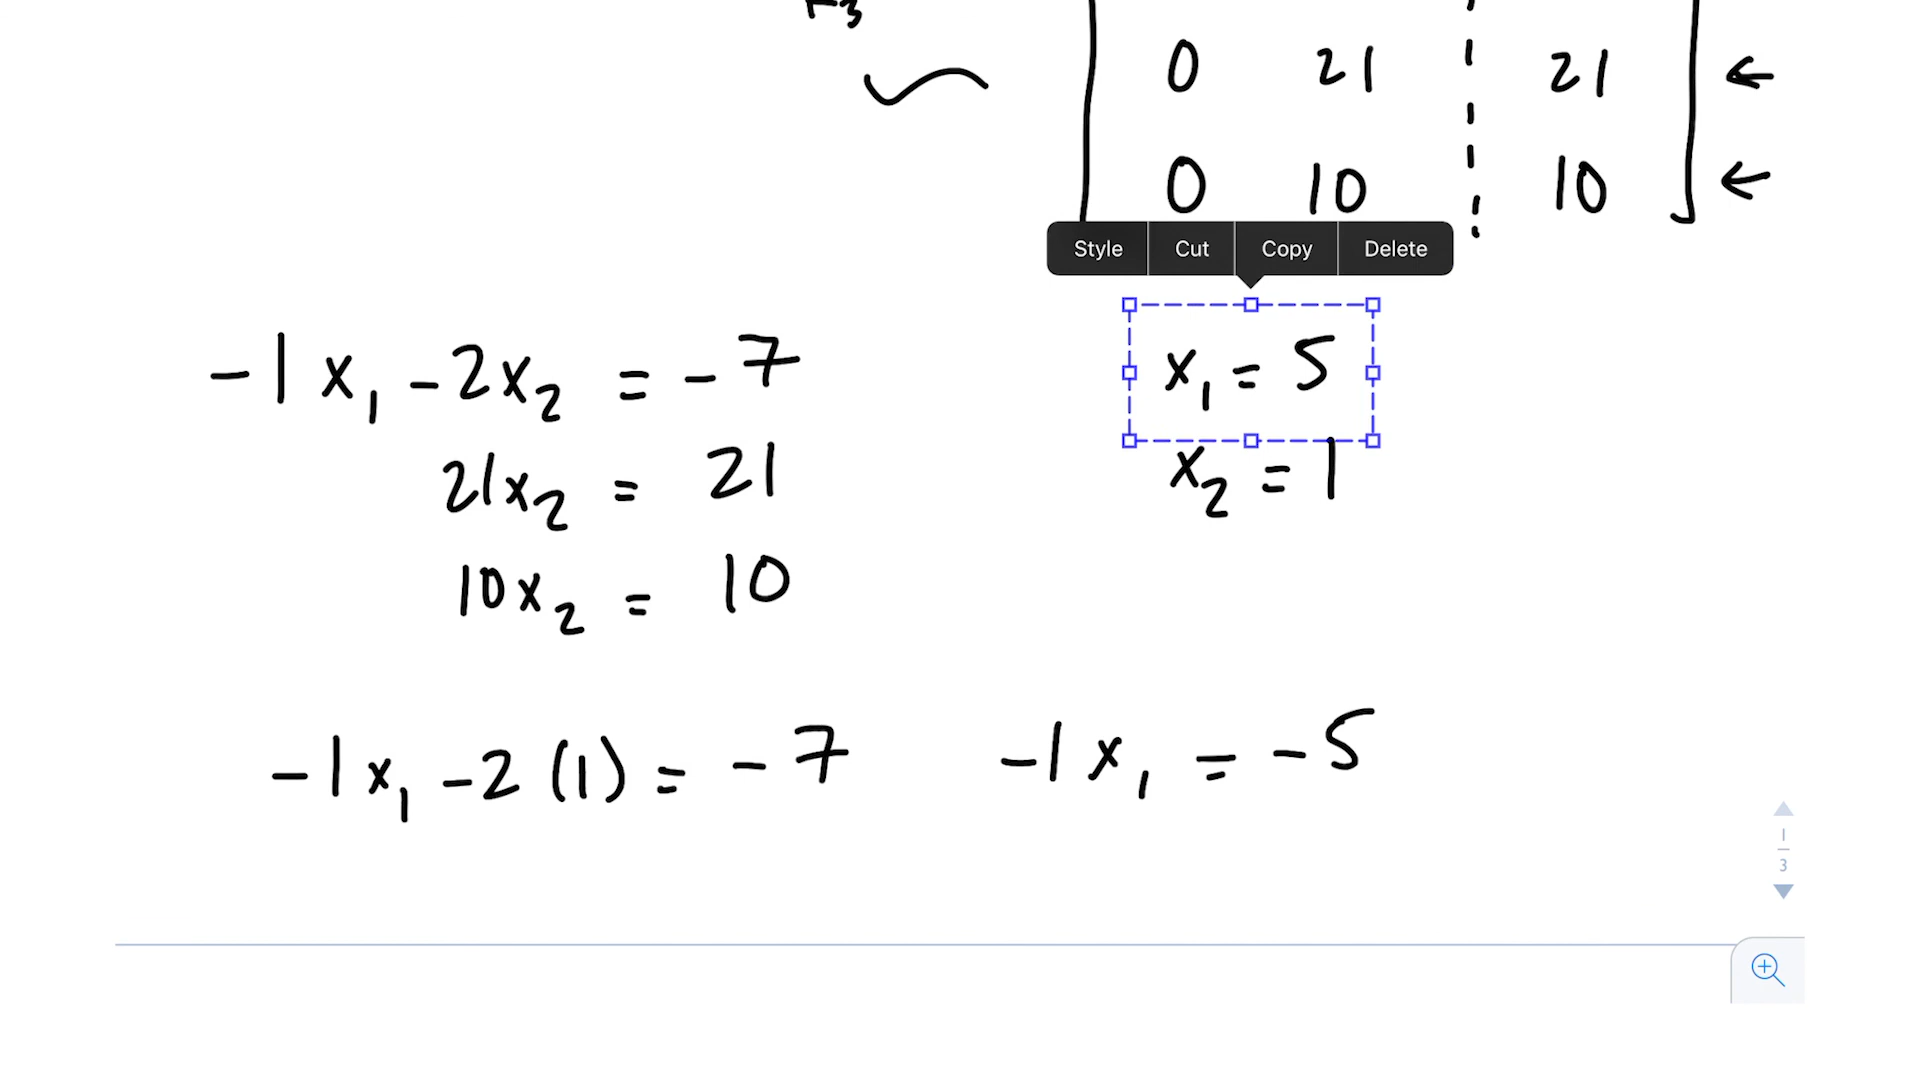 0 21 21 ←
0 10 10 ←
Style Cut Copy Delete
-1x₁ - 2x₂ = -7
x₁ = 5
21x₂ = 21
x₂ = 1
10x₂ = 10
-1x₁ - 2(1) = -7
-1x₁ = -5
1
3